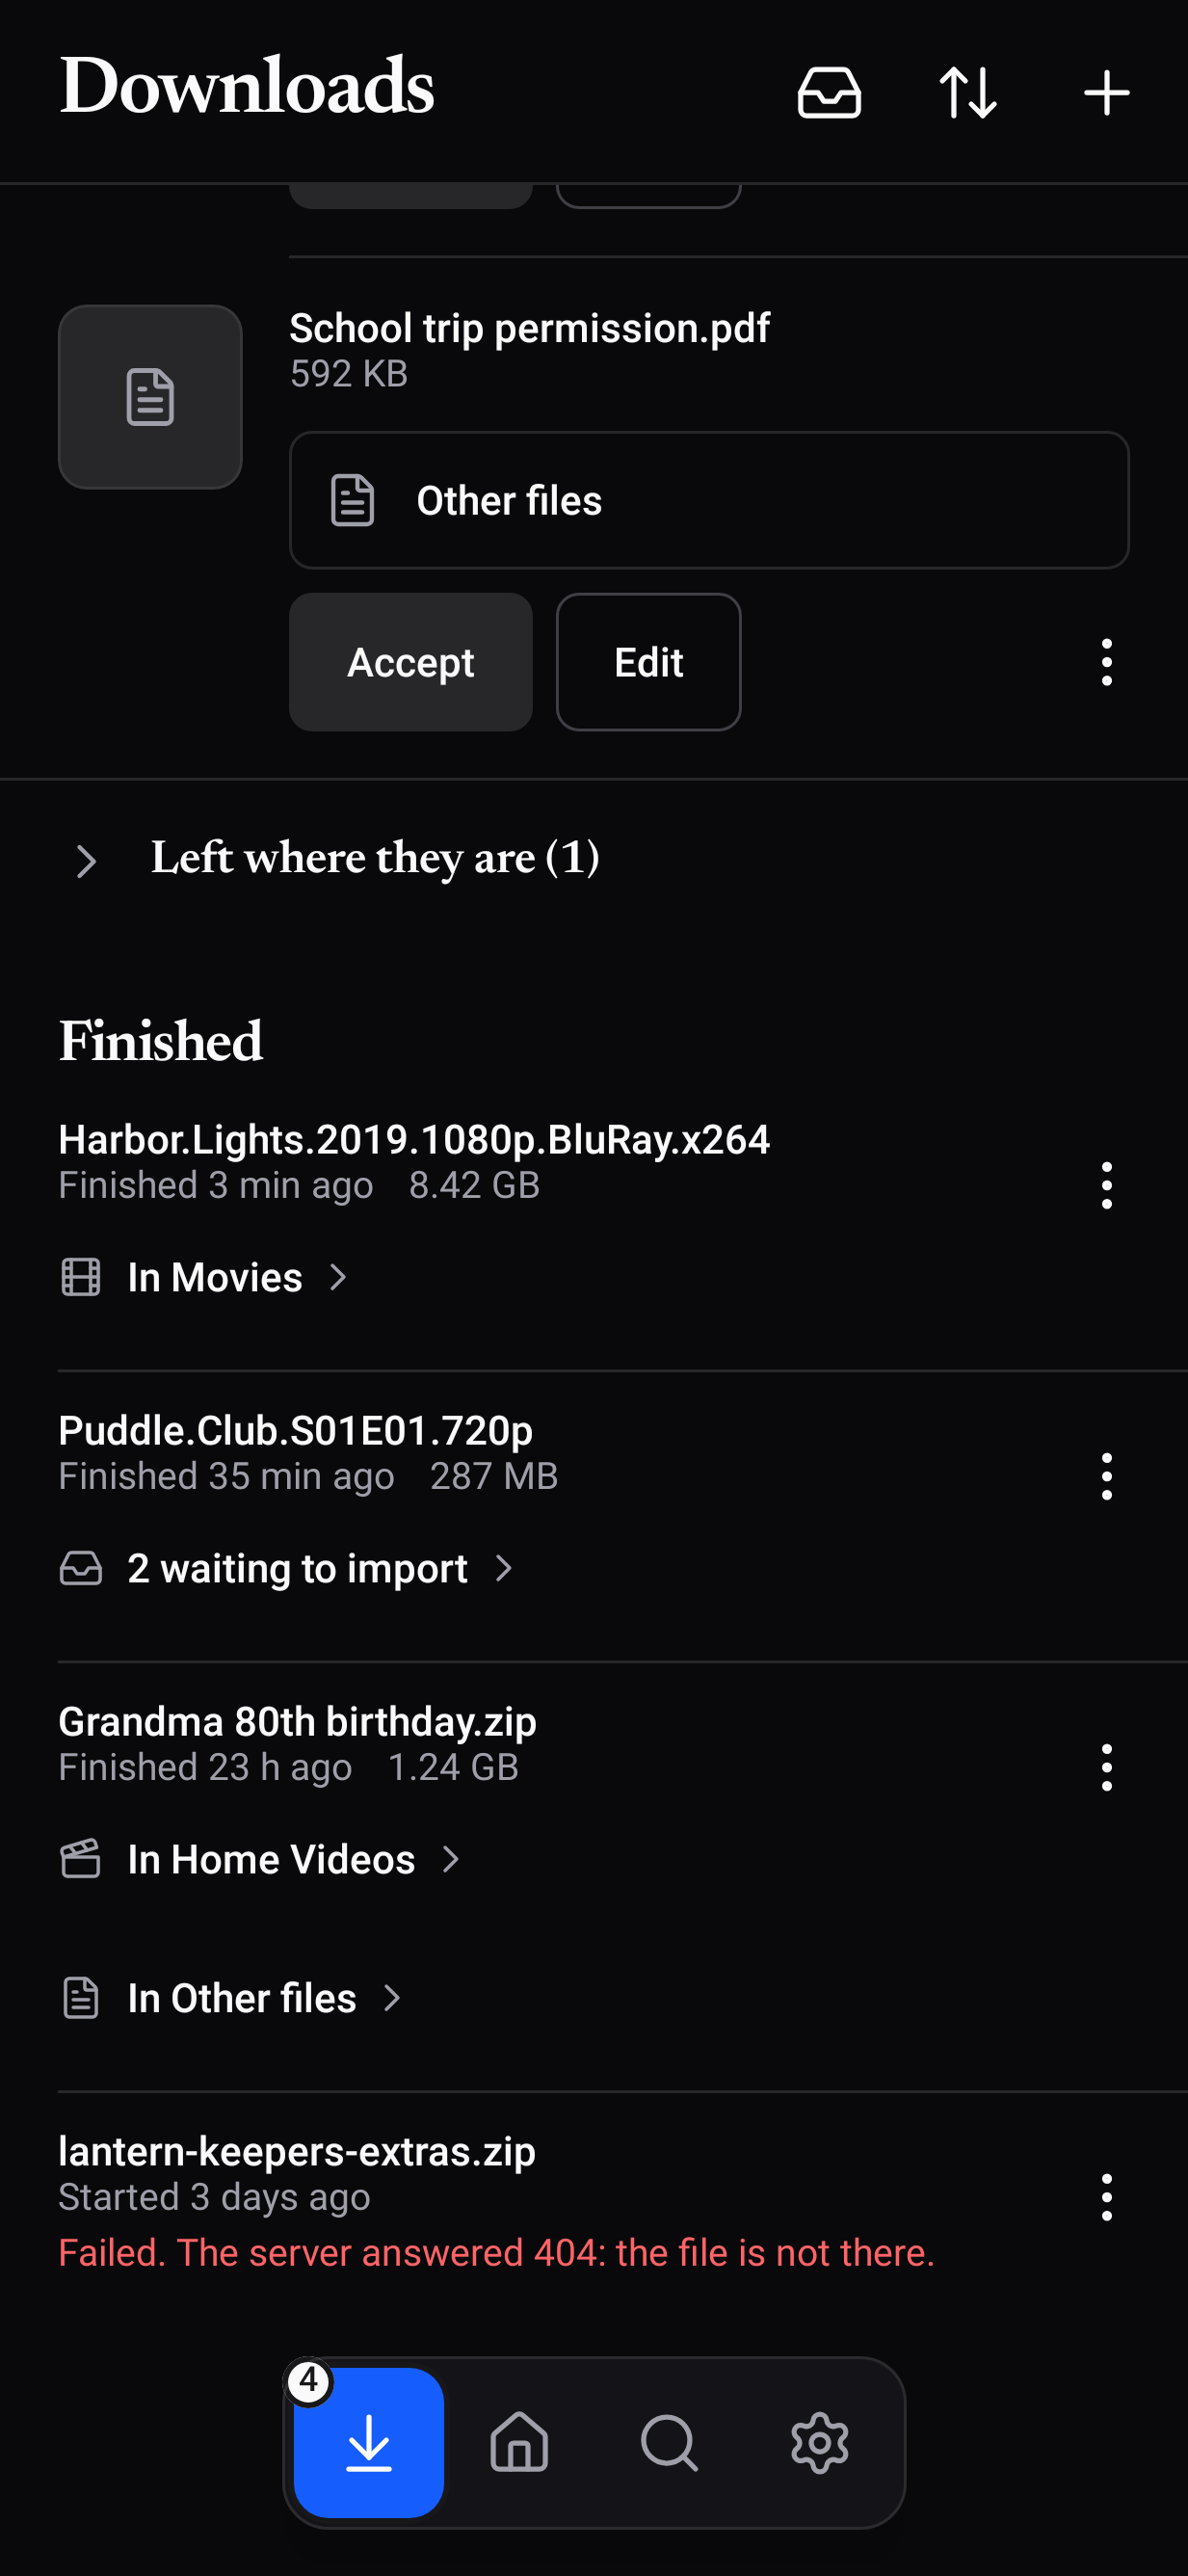 Downloads
School trip permission.pdf
592 KB
Other files
Accept
Edit
Left where they are (1)
Finished
Harbor.Lights.2019.1080p.BluRay.x264
Finished 3 min ago 8.42 GB
In Movies
Puddle.Club.S01E01.720p
Finished 35 min ago 287 MB
2 waiting to import
Grandma 80th birthday.zip
Finished 23 h ago 1.24 GB
In Home Videos
In Other files
lantern-keepers-extras.zip
Started 3 days ago
Failed. The server answered 404: the file is not there.
4